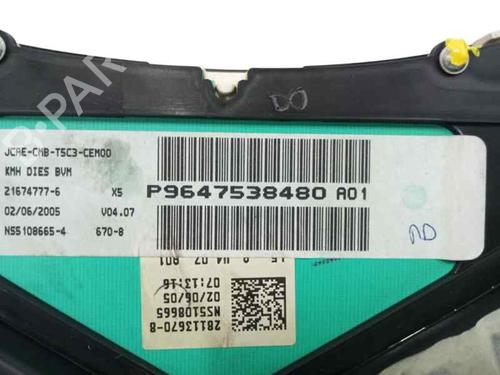 DO
JCAE-CMB-T5C3-CEM00
KMH DIES BVM
21674777-6 X5
02/06/2005 V04.07
NS5108665-4 670-8
P9647538480 A01
28113670-8
NS5108665
02/06/05
07:13:16